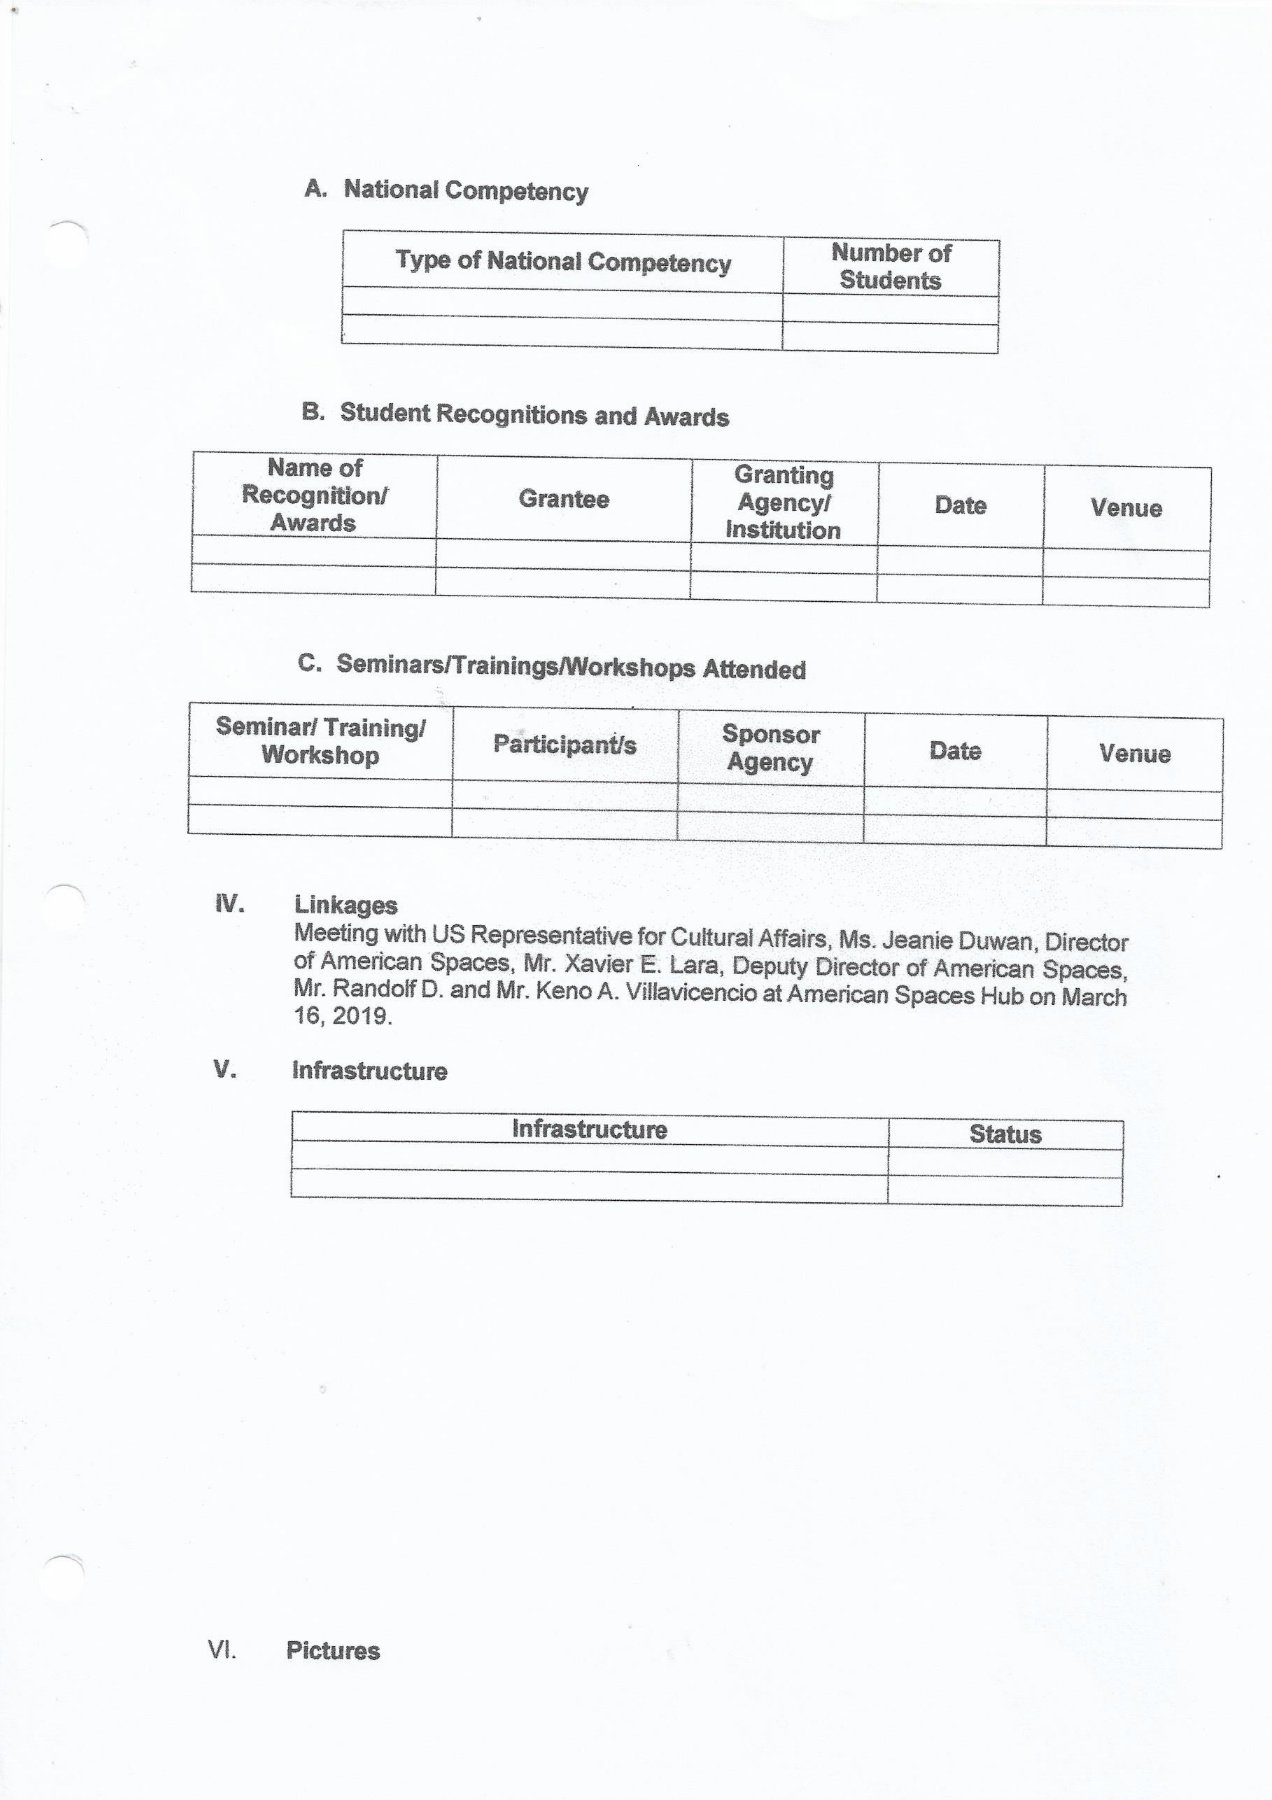 A. National Competency
Type of National Competency
Number of
Students
B. Student Recognitions and Awards
Name of
Recognition/
Awards
Grantee
Granting
Agency/
Institution
Date
Venue
C. Seminars/Trainings/Workshops Attended
Seminar/ Training/
Workshop
Participant/s
Sponsor
Agency
Date
Venue
IV. Linkages
Meeting with US Representative for Cultural Affairs, Ms. Jeanie Duwan, Director
of American Spaces, Mr. Xavier E. Lara, Deputy Director of American Spaces,
Mr. Randolf D. and Mr. Keno A. Villavicencio at American Spaces Hub on March
16, 2019.
V. Infrastructure
Infrastructure
Status
VI. Pictures